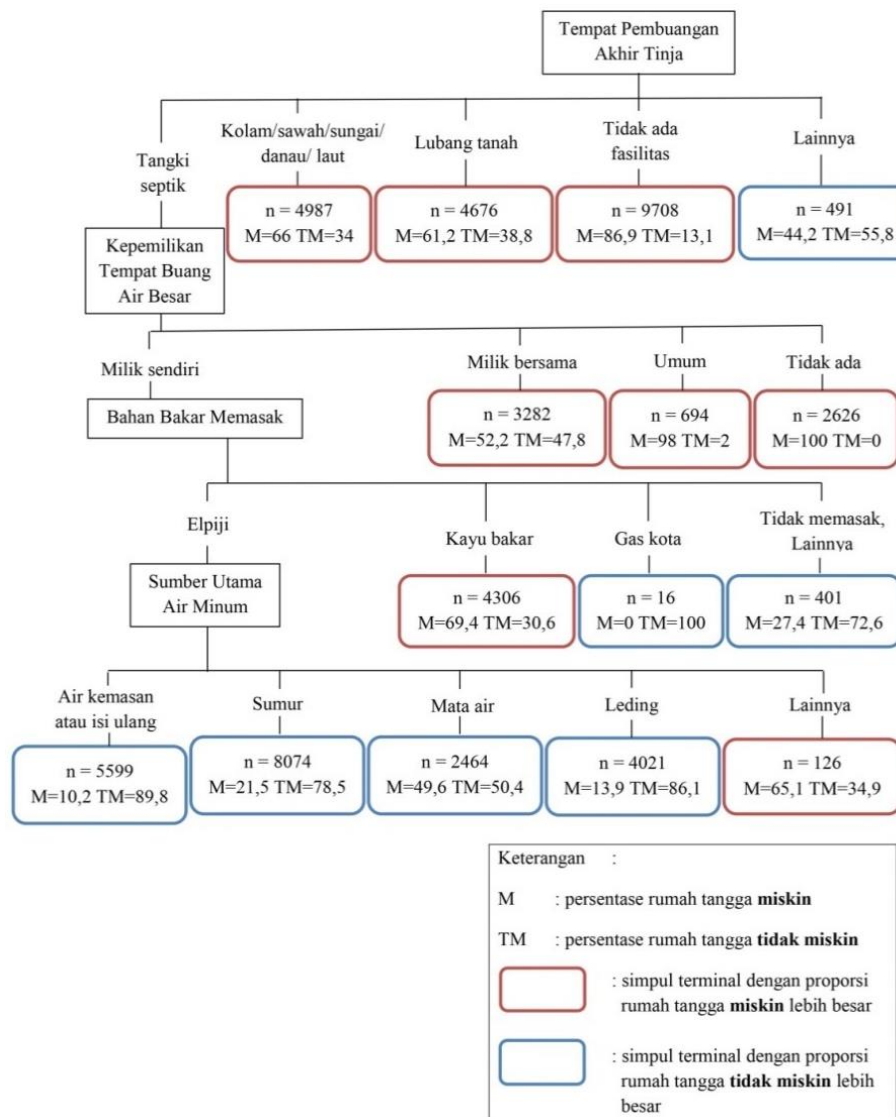 Tempat Pembuangan
Akhir Tinja
Tangki
septik
Kolam/sawah/sungai/
danau/ laut
Lubang tanah
Tidak ada
fasilitas
Lainnya
n = 4987
M=66 TM=34
n = 4676
M=61,2 TM=38,8
n = 9708
M=86,9 TM=13,1
n = 491
M=44,2 TM=55,8
Kepemilikan
Tempat Buang
Air Besar
Milik sendiri
Milik bersama
Umum
Tidak ada
n = 3282
M=52,2 TM=47,8
n = 694
M=98 TM=2
n = 2626
M=100 TM=0
Bahan Bakar Memasak
Elpiji
Kayu bakar
Gas kota
Tidak memasak,
Lainnya
n = 4306
M=69,4 TM=30,6
n = 16
M=0 TM=100
n = 401
M=27,4 TM=72,6
Sumber Utama
Air Minum
Air kemasan
atau isi ulang
Sumur
Mata air
Leding
Lainnya
n = 5599
M=10,2 TM=89,8
n = 8074
M=21,5 TM=78,5
n = 2464
M=49,6 TM=50,4
n = 4021
M=13,9 TM=86,1
n = 126
M=65,1 TM=34,9
Keterangan :
M : persentase rumah tangga miskin
TM : persentase rumah tangga tidak miskin
: simpul terminal dengan proporsi
rumah tangga miskin lebih besar
: simpul terminal dengan proporsi
rumah tangga tidak miskin lebih
besar